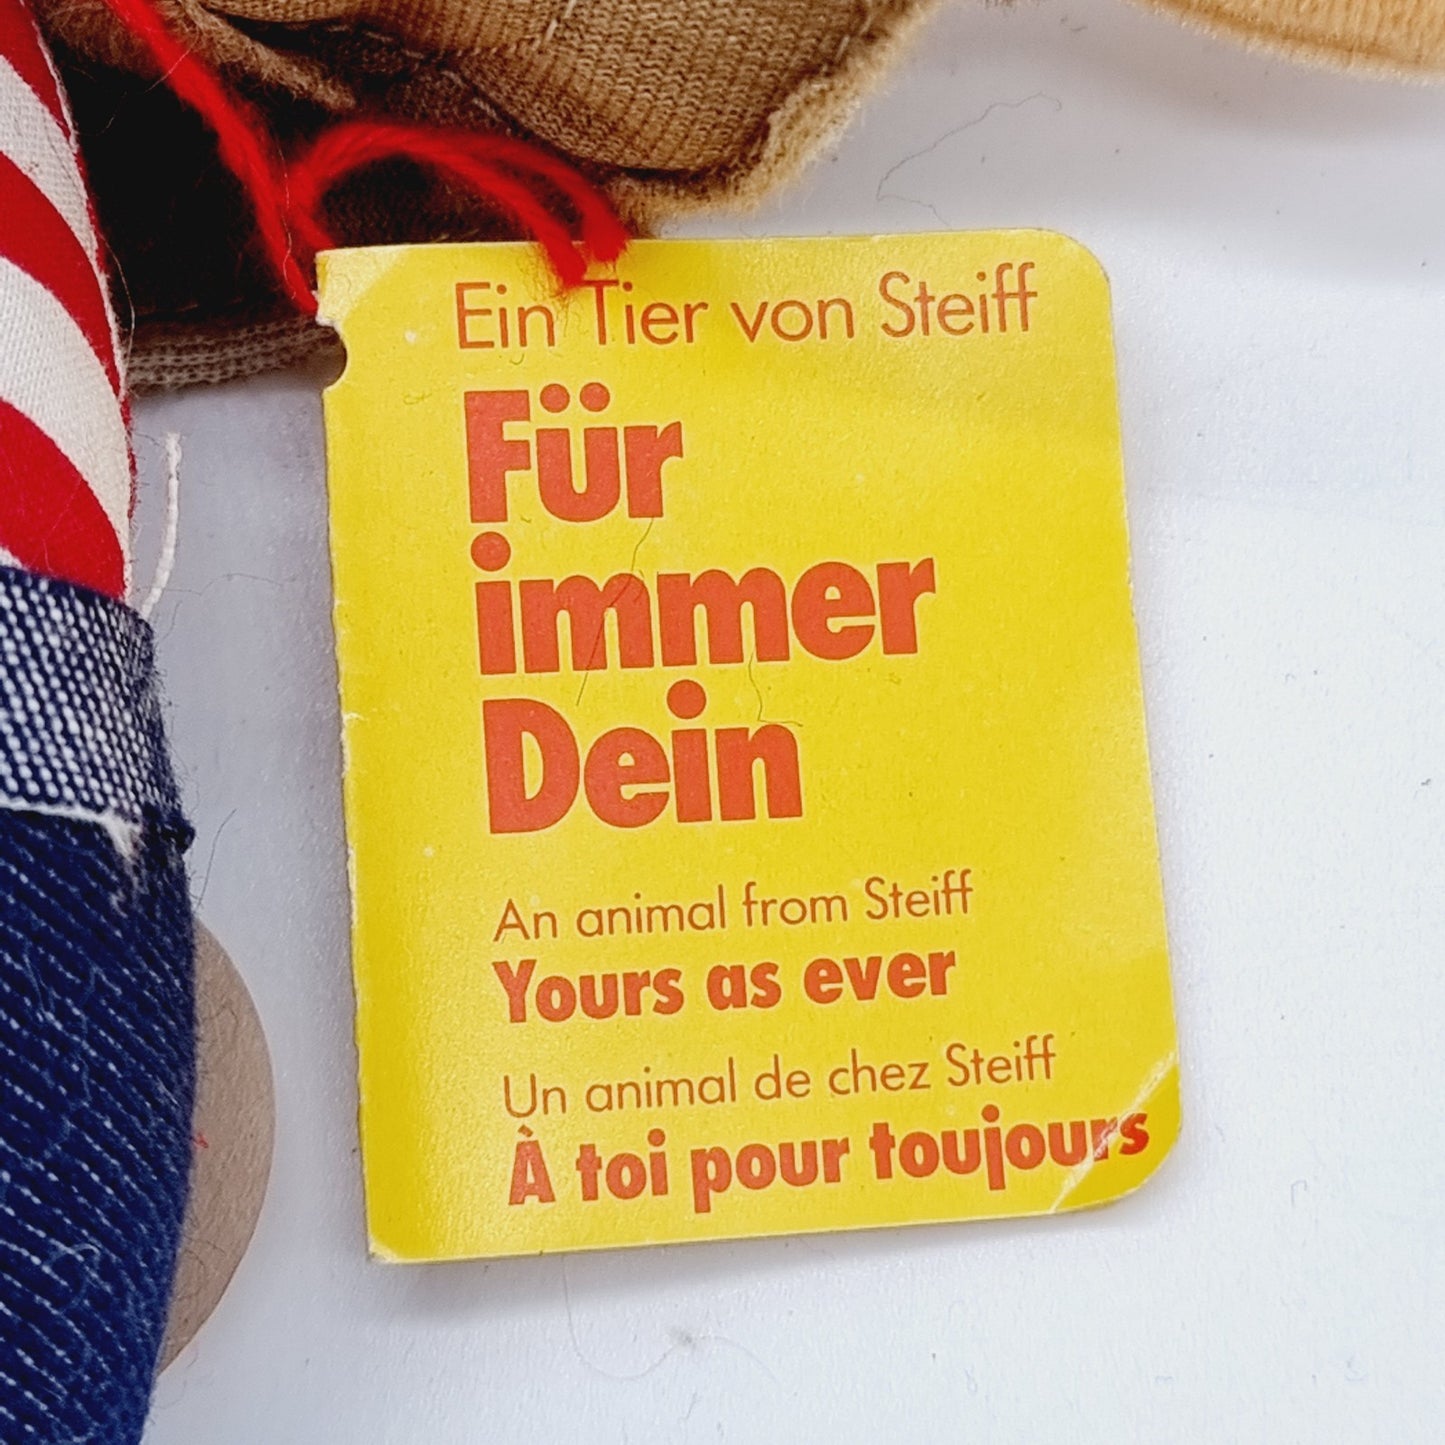 Ein Tier von Steiff
Für
immer
Dein
An animal from Steiff
Yours as ever
Un animal de chez Steiff
À toi pour toujours